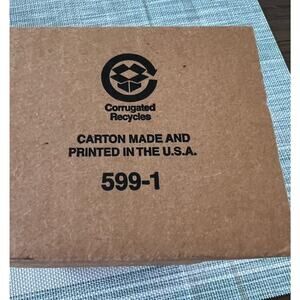 Corrugated
Recycles
CARTON MADE AND
PRINTED IN THE U.S.A.
599-1